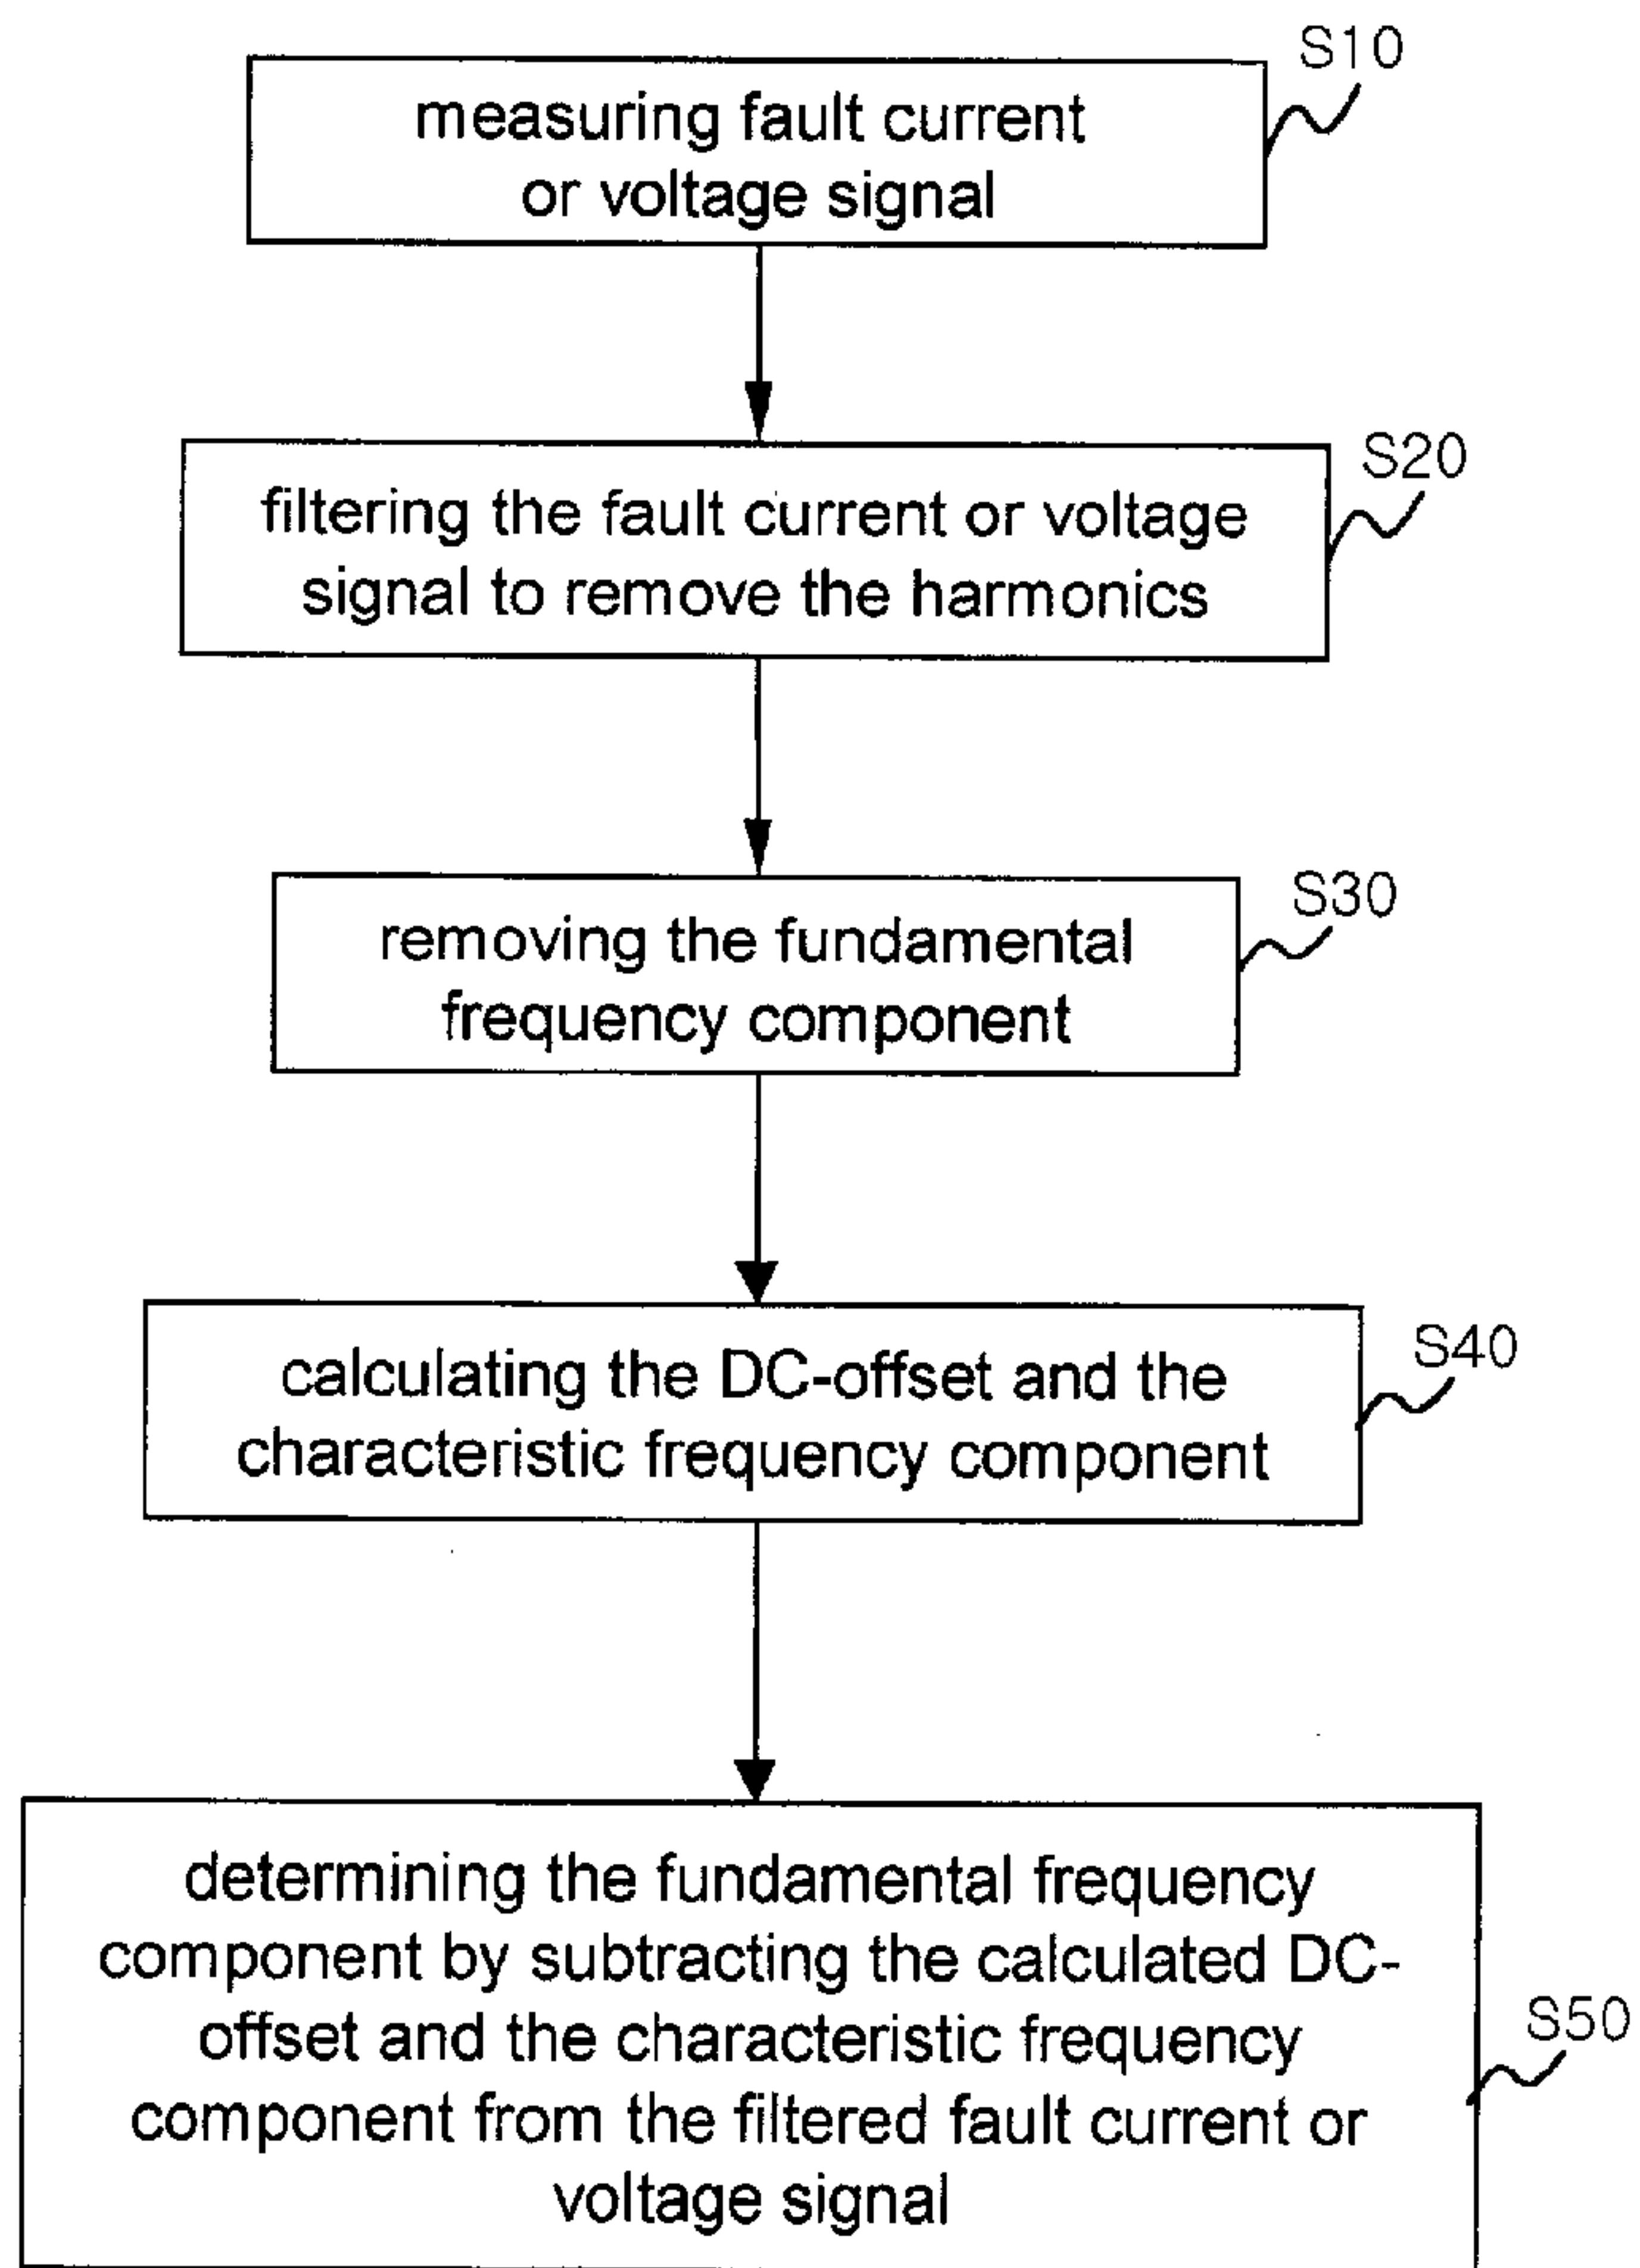 S10
measuring fault current
or voltage signal
S20
filtering the fault current or voltage
signal to remove the harmonics
S30
removing the fundamental
frequency component
S40
calculating the DC-offset and the
characteristic frequency component
determining the fundamental frequency
component by subtracting the calculated DC-
offset and the characteristic frequency
S50
component from the filtered fault current or
voltage signal